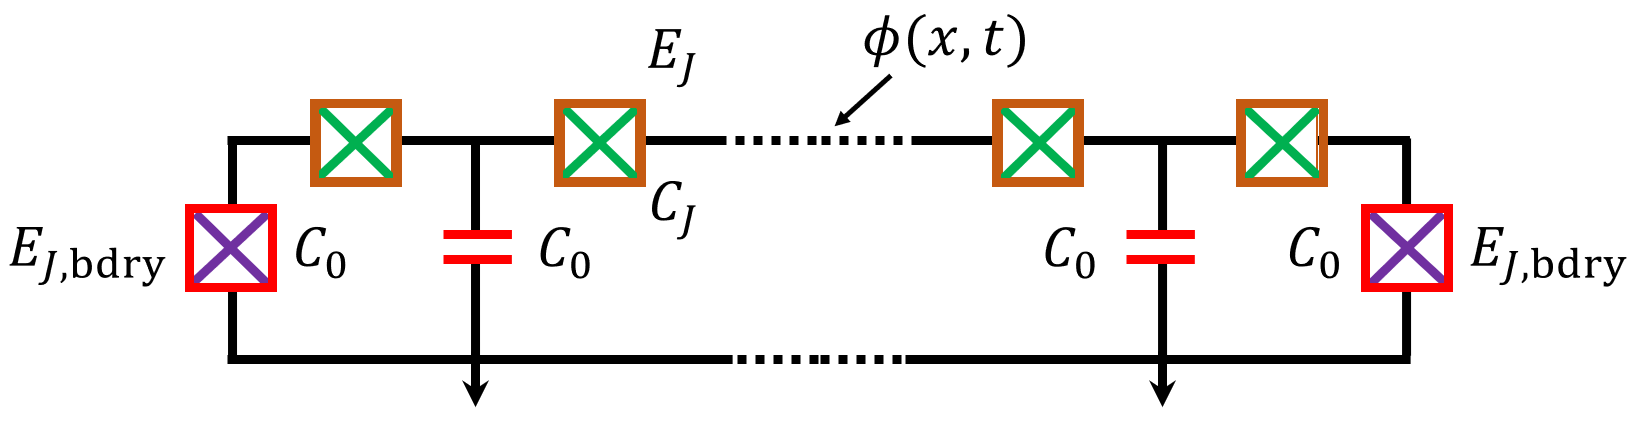 ϕ(x, t)
E_J
C_J
E_{J,bdry}
C_0
C_0
C_0
C_0
E_{J,bdry}